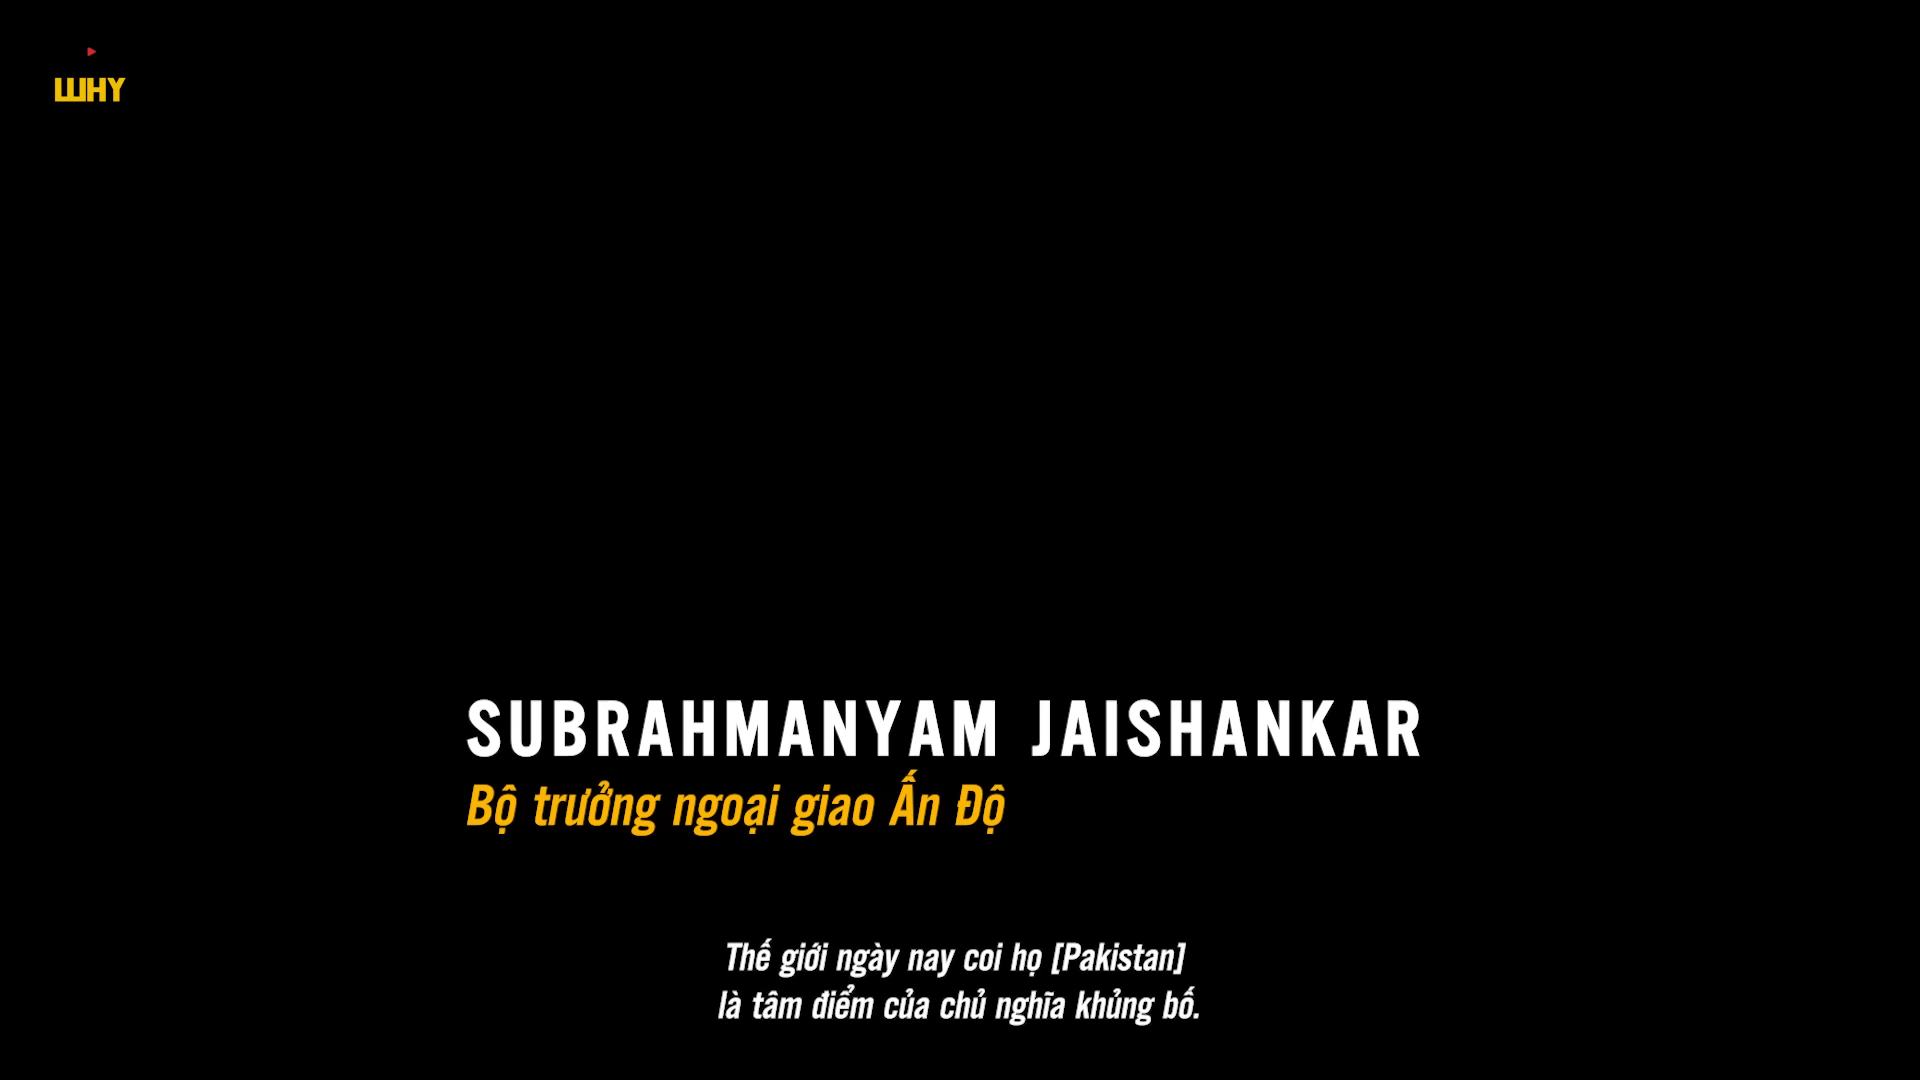 WHY
SUBRAHMANYAM JAISHANKAR
Bộ trưởng ngoại giao Ấn Độ
Thế giới ngày nay coi họ [Pakistan]
là tâm điểm của chủ nghĩa khủng bố.